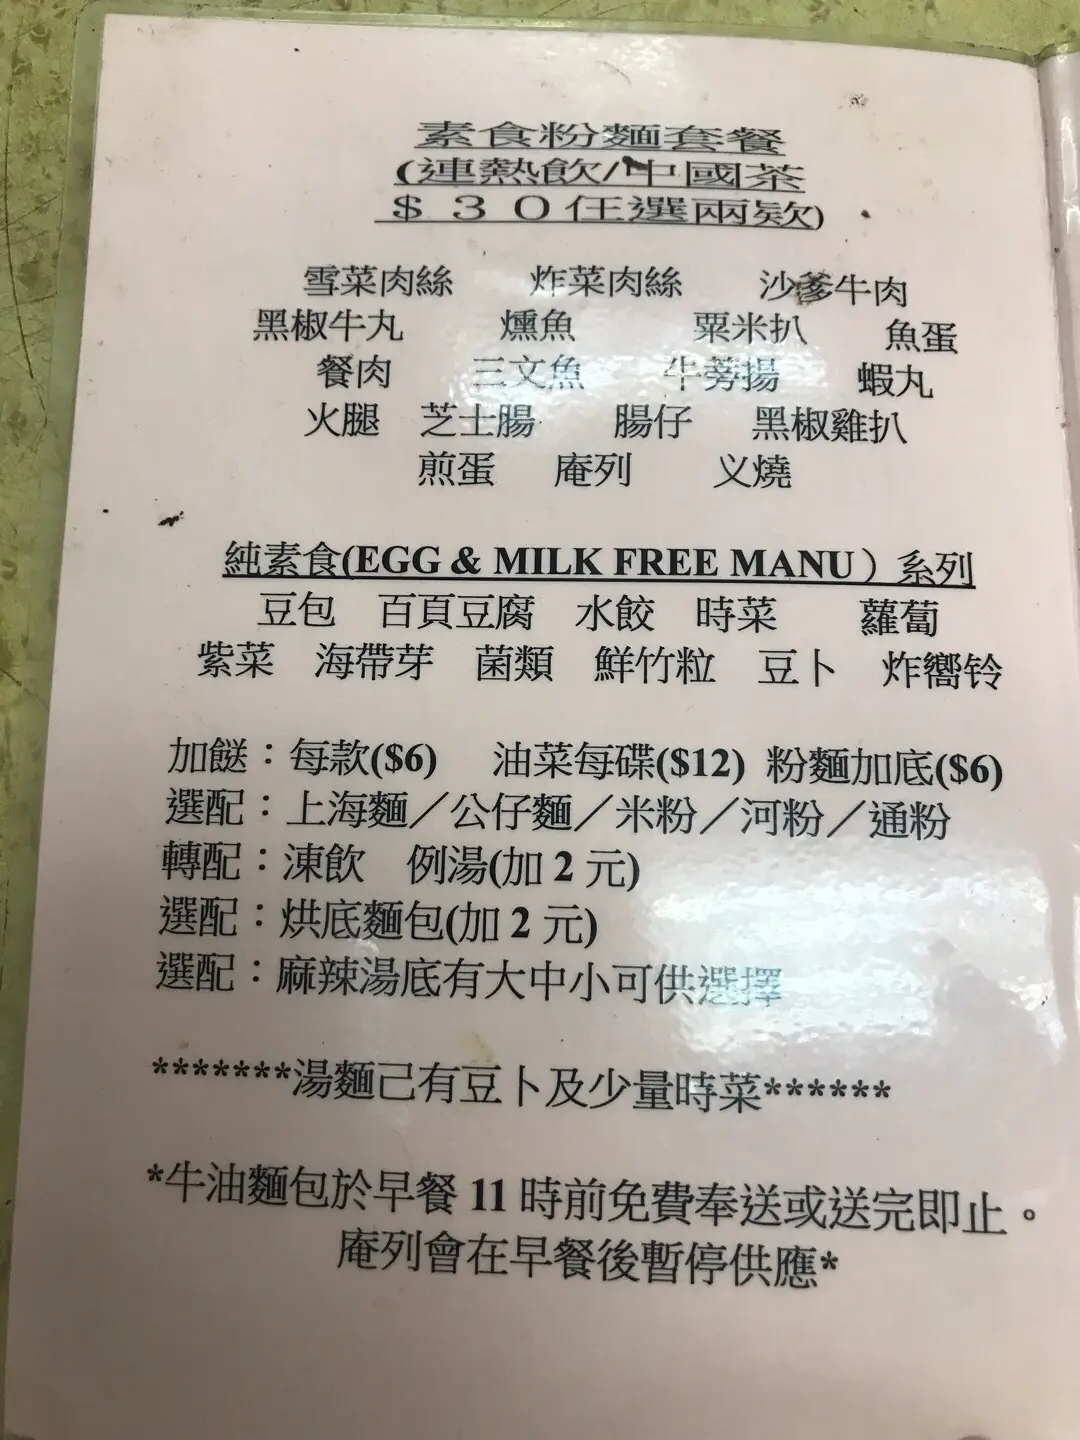 素食粉麵套餐
(連熱飲/中國茶
$30任選兩欵)
雪菜肉絲 炸菜肉絲 沙爹牛肉
黑椒牛丸 燻魚 粟米扒 魚蛋
餐肉 三文魚 牛蒡揚 蝦丸
火腿 芝士腸 腸仔 黑椒雞扒
煎蛋 庵列 义燒
純素食(EGG & MILK FREE MANU）系列
豆包 百頁豆腐 水餃 時菜 蘿蔔
紫菜 海帶芽 菌類 鮮竹粒 豆卜 炸嚮铃
加餸：每款($6) 油菜每碟($12) 粉麵加底($6)
選配：上海麵／公仔麵／米粉／河粉／通粉
轉配：凍飲 例湯(加 2 元)
選配：烘底麵包(加 2 元)
選配：麻辣湯底有大中小可供選擇
*******湯麵己有豆卜及少量時菜******
*牛油麵包於早餐 11 時前免費奉送或送完即止。
庵列會在早餐後暫停供應*